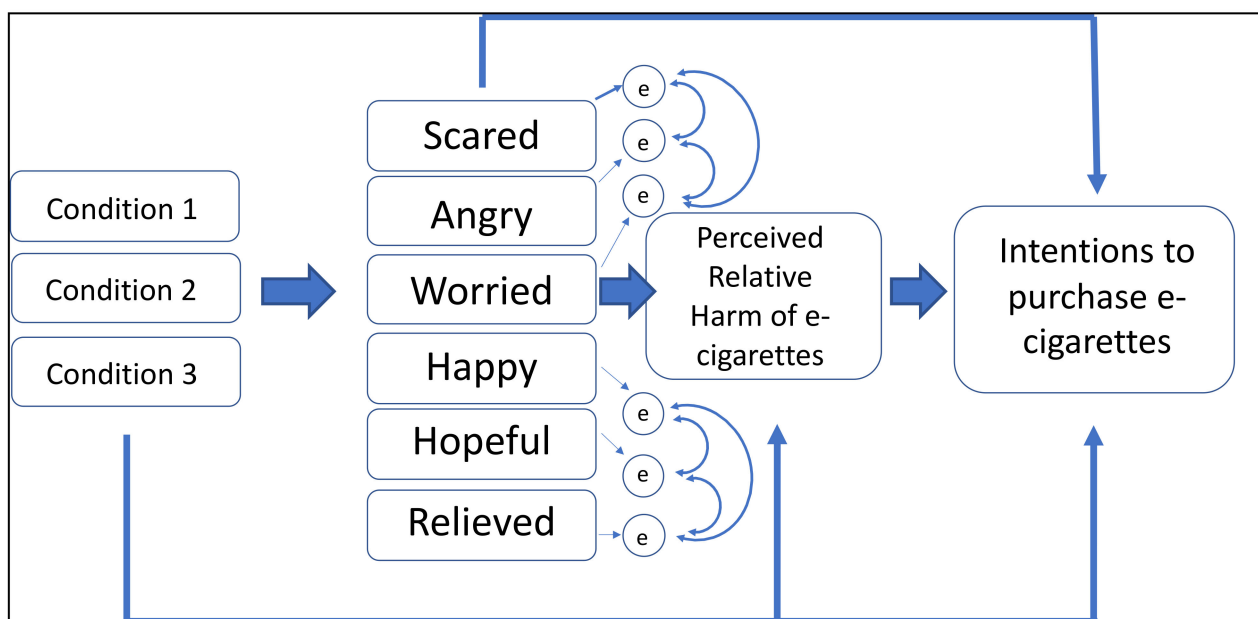 Condition 1
Condition 2
Condition 3
Scared
Angry
Worried
Happy
Hopeful
Relieved
e
e
e
e
e
e
Perceived
Relative
Harm of e-
cigarettes
Intentions to
purchase e-
cigarettes